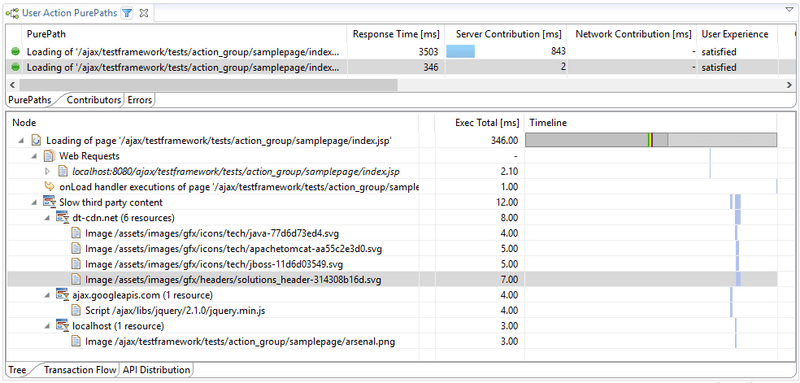 User Action PurePaths
PurePath Response Time [ms] Server Contribution [ms] Network Contribution [ms] User Experience
Loading of '/ajax/testframework/tests/action_group/samplepage/index... 3503 843 - satisfied
Loading of '/ajax/testframework/tests/action_group/samplepage/index... 346 2 - satisfied
PurePaths Contributors Errors
Node Exec Total [ms] Timeline
Loading of page '/ajax/testframework/tests/action_group/samplepage/index.jsp' 346.00
Web Requests -
localhost:8080/ajax/testframework/tests/action_group/samplepage/index.jsp 2.10
onLoad handler executions of page '/ajax/testframework/tests/action_group/sample 1.00
Slow third party content 12.00
dt-cdn.net (6 resources) 8.00
Image /assets/images/gfx/icons/tech/java-77d6d73ed4.svg 4.00
Image /assets/images/gfx/icons/tech/apachetomcat-aa55c2e3d0.svg 5.00
Image /assets/images/gfx/icons/tech/jboss-11d6d03549.svg 5.00
Image /assets/images/gfx/headers/solutions_header-314308b16d.svg 7.00
ajax.googleapis.com (1 resource) 4.00
Script /ajax/libs/jquery/2.1.0/jquery.min.js 4.00
localhost (1 resource) 3.00
Image /ajax/testframework/tests/action_group/samplepage/arsenal.png 3.00
Tree Transaction Flow API Distribution